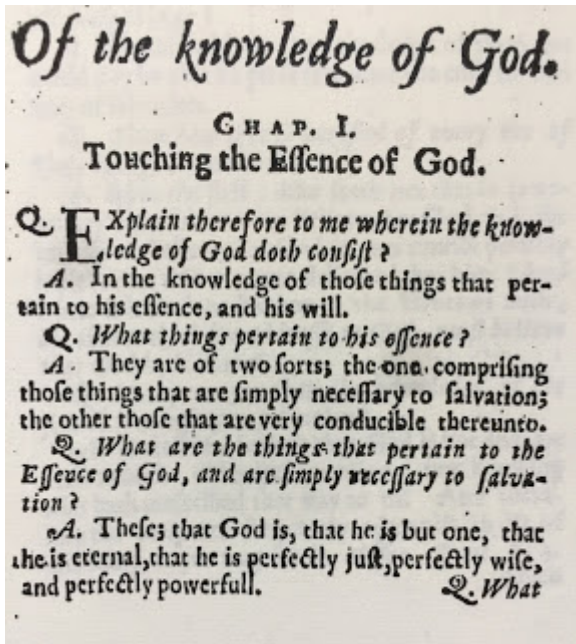 Of the knowledge of God.
CHAP. I.
Touching the Eſſence of God.
Q. EXplain therefore to me wherein the know-
ledge of God doth conſiſt?
A. In the knowledge of thoſe things that per-
tain to his eſſence, and his will.
Q. What things pertain to his eſſence?
A. They are of two ſorts; the one compriſing
thoſe things that are ſimply neceſſary to ſalvation;
the other thoſe that are very conducible thereunto.
Q. What are the things that pertain to the
Eſſence of God, and are ſimply neceſſary to ſalva-
tion?
A. Theſe; that God is, that he is but one, that
he is eternal, that he is perfectly juſt, perfectly wiſe,
and perfectly powerfull. Q. What